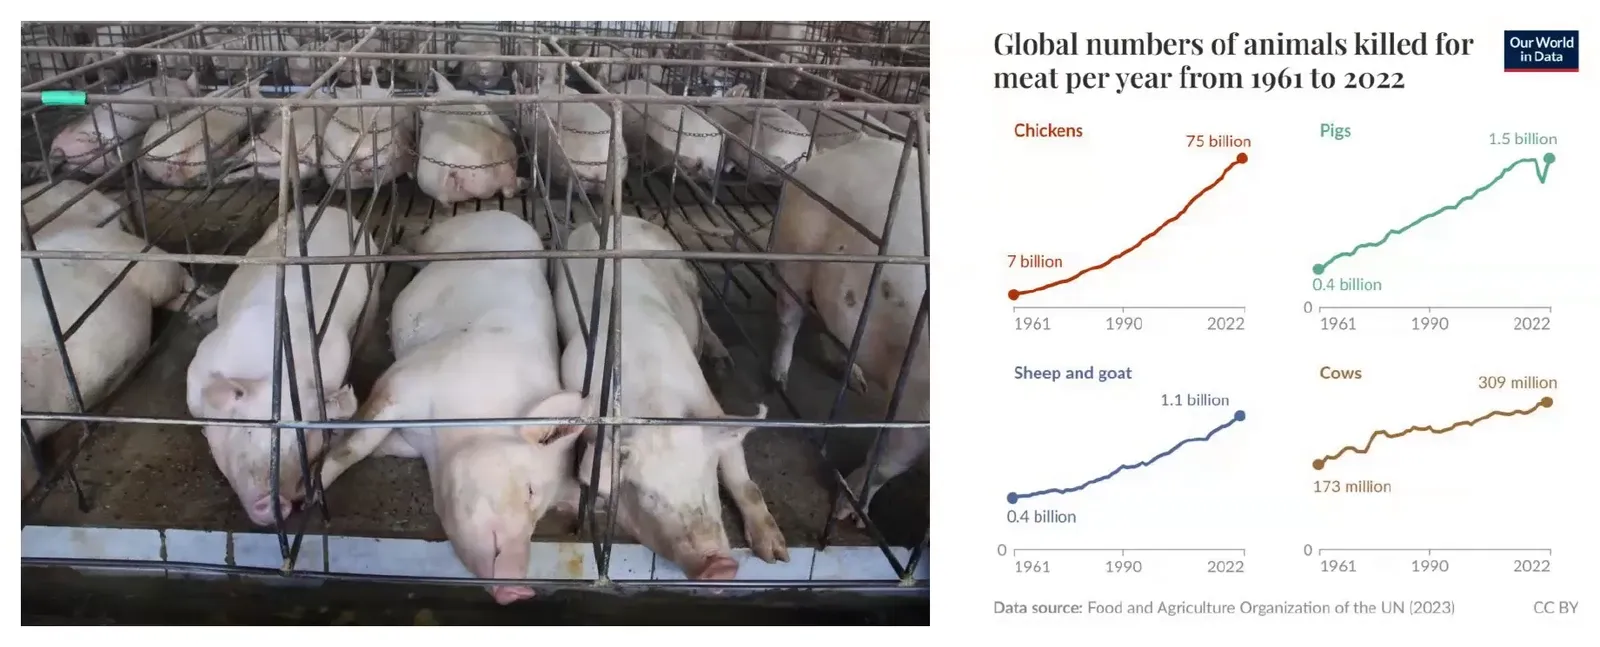 Global numbers of animals killed for
meat per year from 1961 to 2022
Our World
in Data
Chickens
75 billion
7 billion
1961
1990
2022
Pigs
1.5 billion
0.4 billion
0
1961
1990
2022
Sheep and goat
1.1 billion
0.4 billion
0
1961
1990
2022
Cows
309 million
173 million
0
1961
1990
2022
Data source: Food and Agriculture Organization of the UN (2023)
CC BY